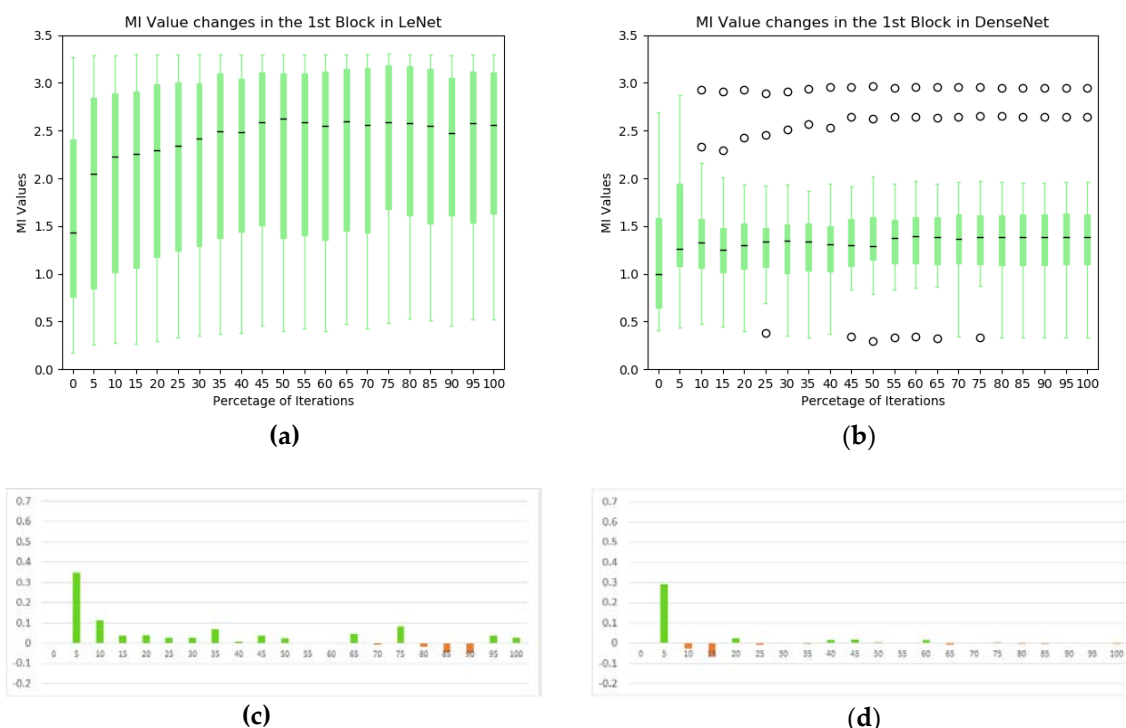 MI Value changes in the 1st Block in LeNet
3.5
3.0
2.5
2.0
1.5
1.0
0.5
0.0
MI Values
0 5 10 15 20 25 30 35 40 45 50 55 60 65 70 75 80 85 90 95 100
Percetage of Iterations
(a)
MI Value changes in the 1st Block in DenseNet
3.5
3.0
2.5
2.0
1.5
1.0
0.5
0.0
MI Values
0 5 10 15 20 25 30 35 40 45 50 55 60 65 70 75 80 85 90 95 100
Percetage of Iterations
(b)
0.7
0.6
0.5
0.4
0.3
0.2
0.1
0
-0.1
-0.2
0 5 10 15 20 25 30 35 40 45 50 55 60 65 70 75 80 85 90 95 100
(c)
0.7
0.6
0.5
0.4
0.3
0.2
0.1
0
-0.1
-0.2
0 5 10 15 20 25 30 35 40 45 50 55 60 65 70 75 80 85 90 95 100
(d)